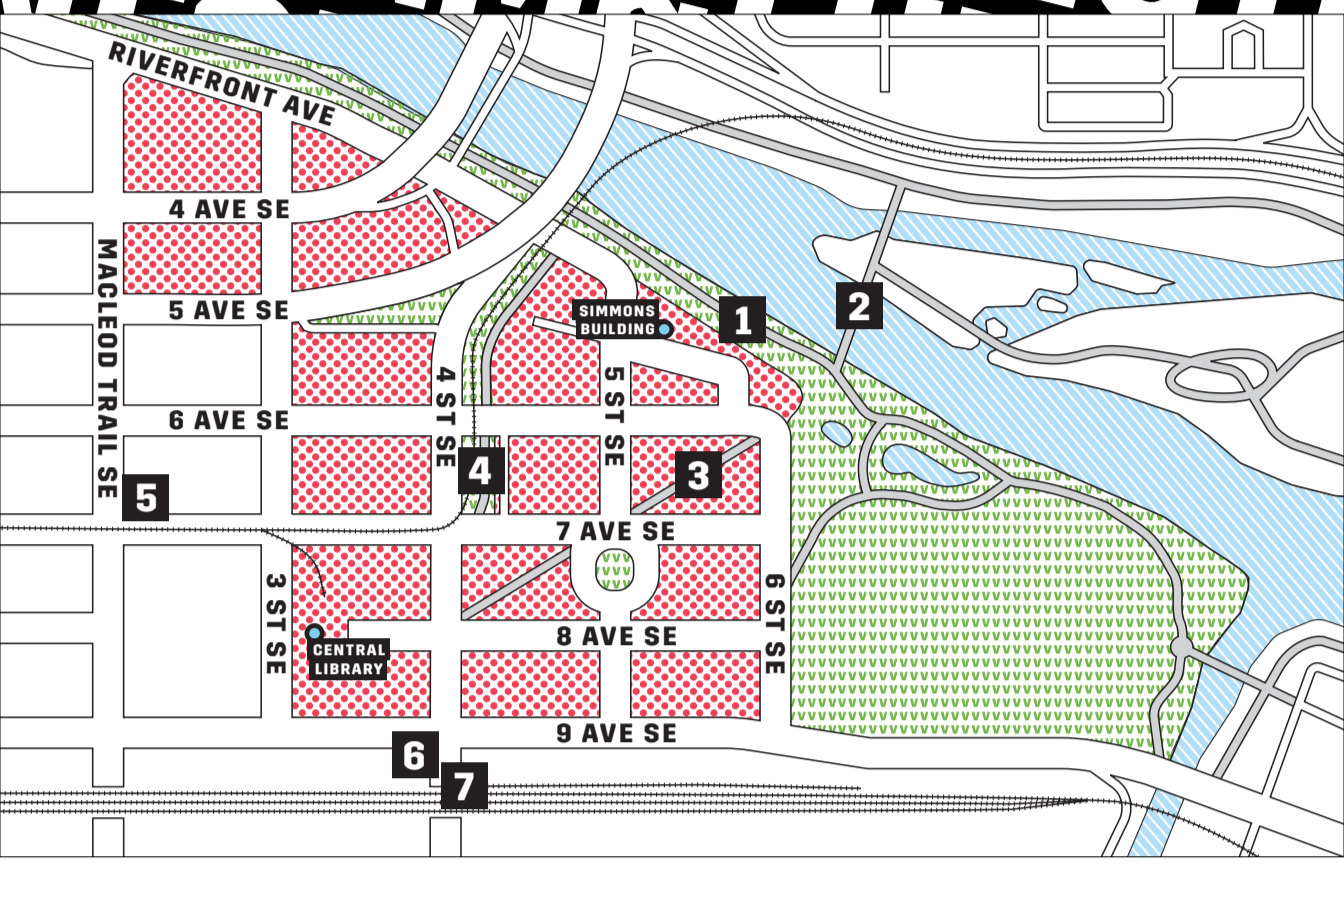 RIVERFRONT AVE
4 AVE SE
MACLEOD TRAIL SE
5 AVE SE
SIMMONS
BUILDING
1
2
4 ST SE
5 ST SE
6 AVE SE
5
4
3
7 AVE SE
3 ST SE
6 ST SE
CENTRAL
LIBRARY
8 AVE SE
9 AVE SE
6
7